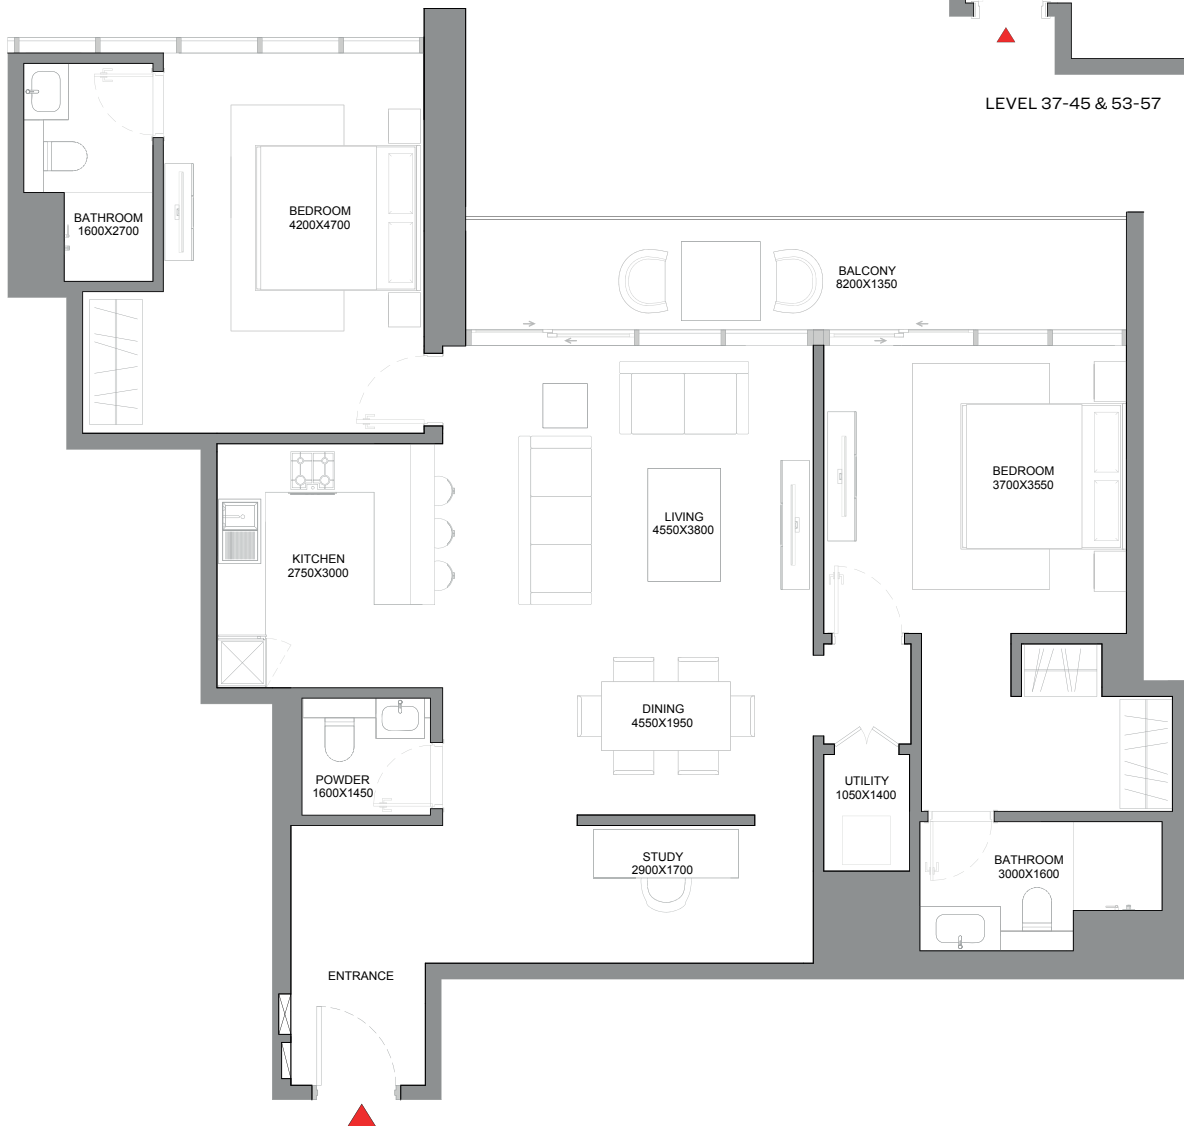 LEVEL 37-45 & 53-57
BATHROOM
1600X2700
BEDROOM
4200X4700
BALCONY
8200X1350
BEDROOM
3700X3550
LIVING
4550X3800
KITCHEN
2750X3000
DINING
4550X1950
POWDER
1600X1450
UTILITY
1050X1400
STUDY
2900X1700
BATHROOM
3000X1600
ENTRANCE